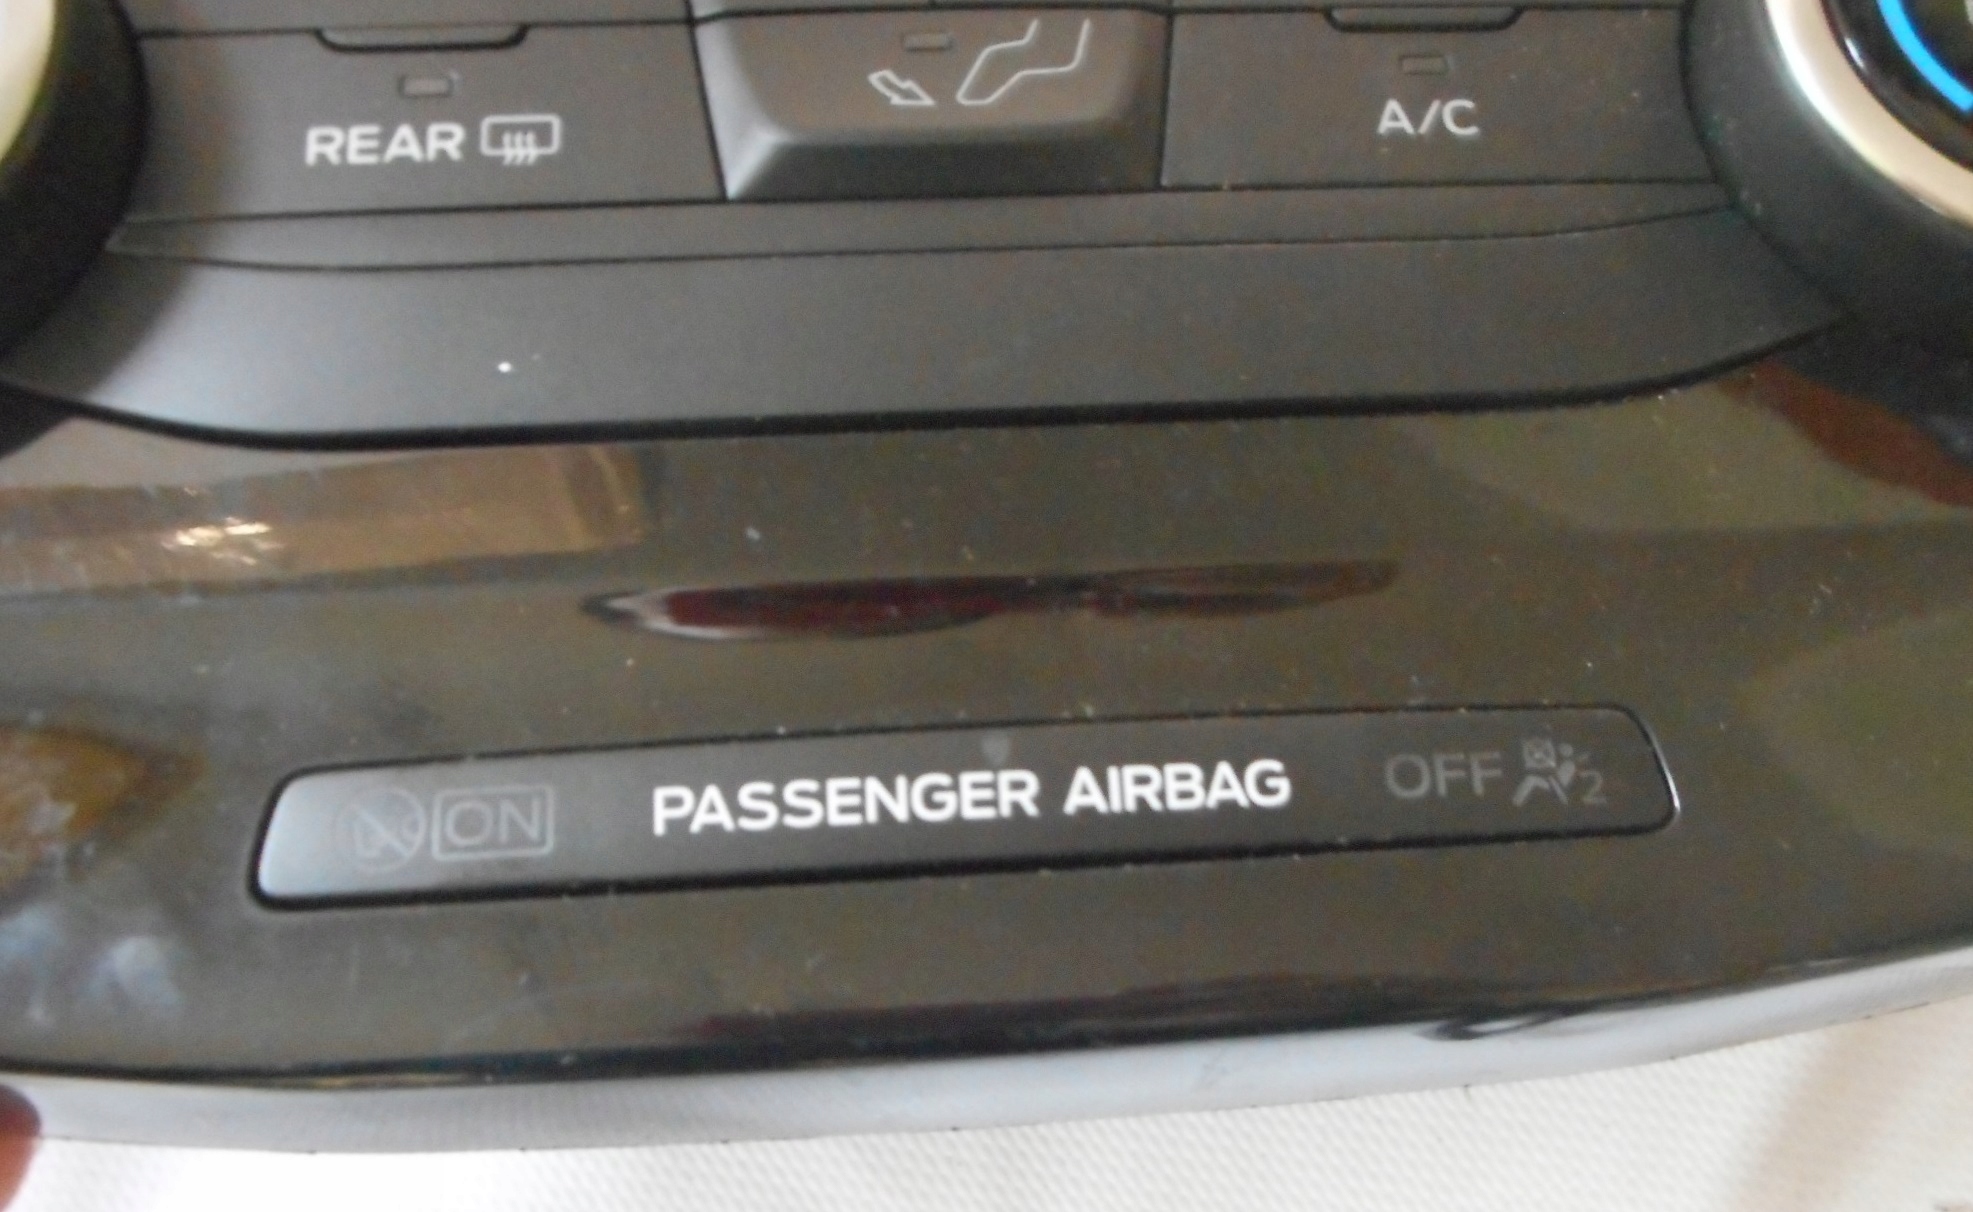 REAR
A/C
ON PASSENGER AIRBAG OFF 2